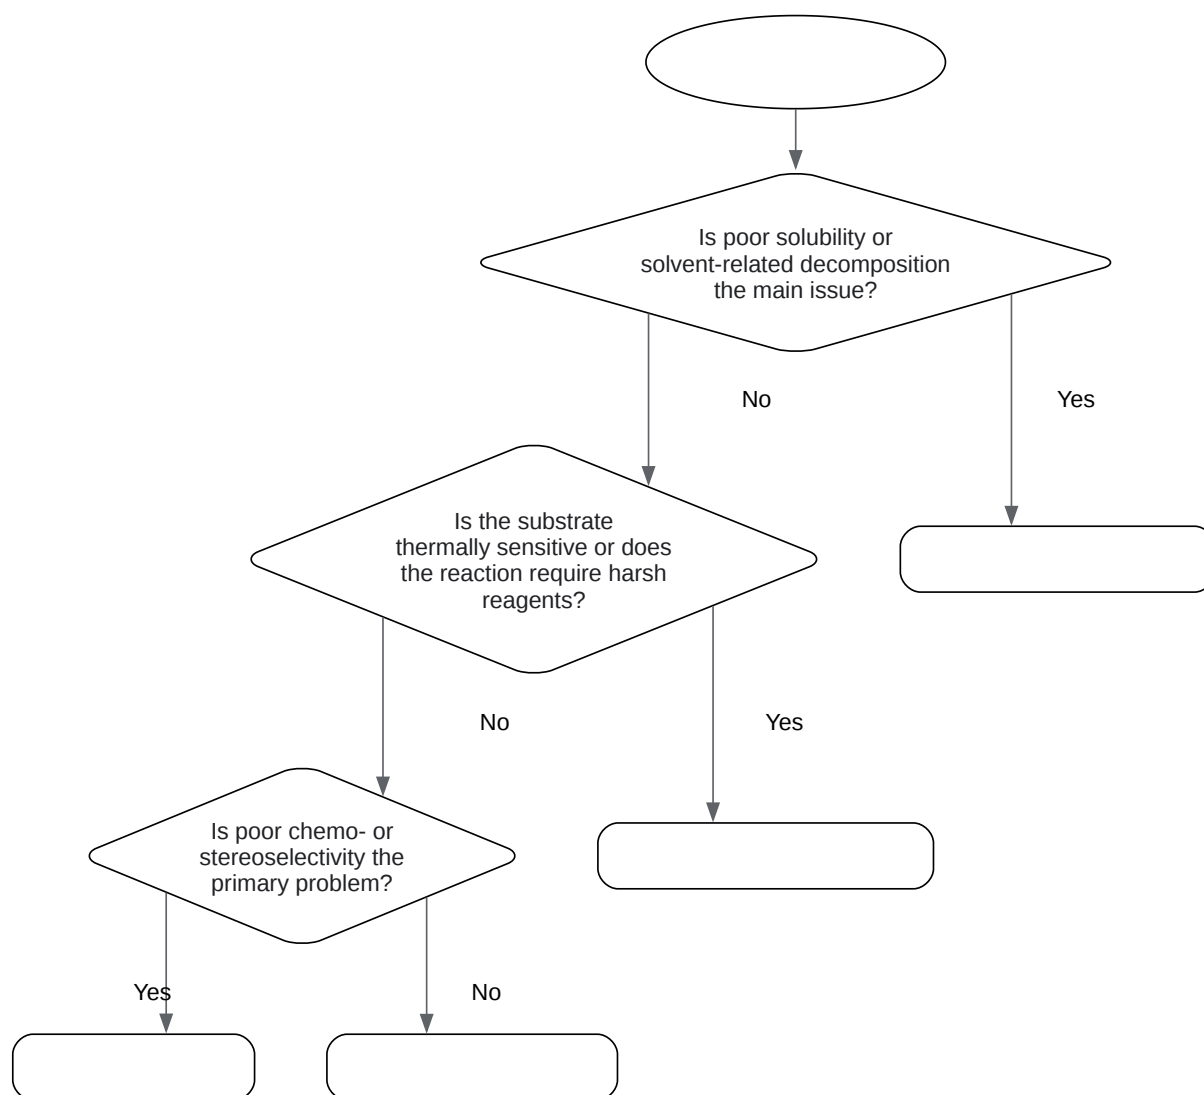 Is poor solubility or
solvent-related decomposition
the main issue?
No
Yes
Is the substrate
thermally sensitive or does
the reaction require harsh
reagents?
No
Yes
Is poor chemo- or
stereoselectivity the
primary problem?
Yes
No